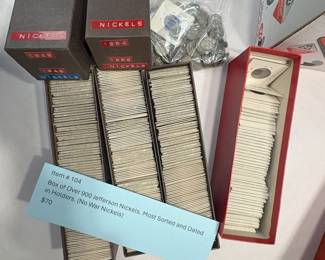 NICKELS
NICKELS
Item # 104
Box of Over 900 Jefferson Nickels, Most Sorted and Dated
in Holders. (No War Nickels)
$70